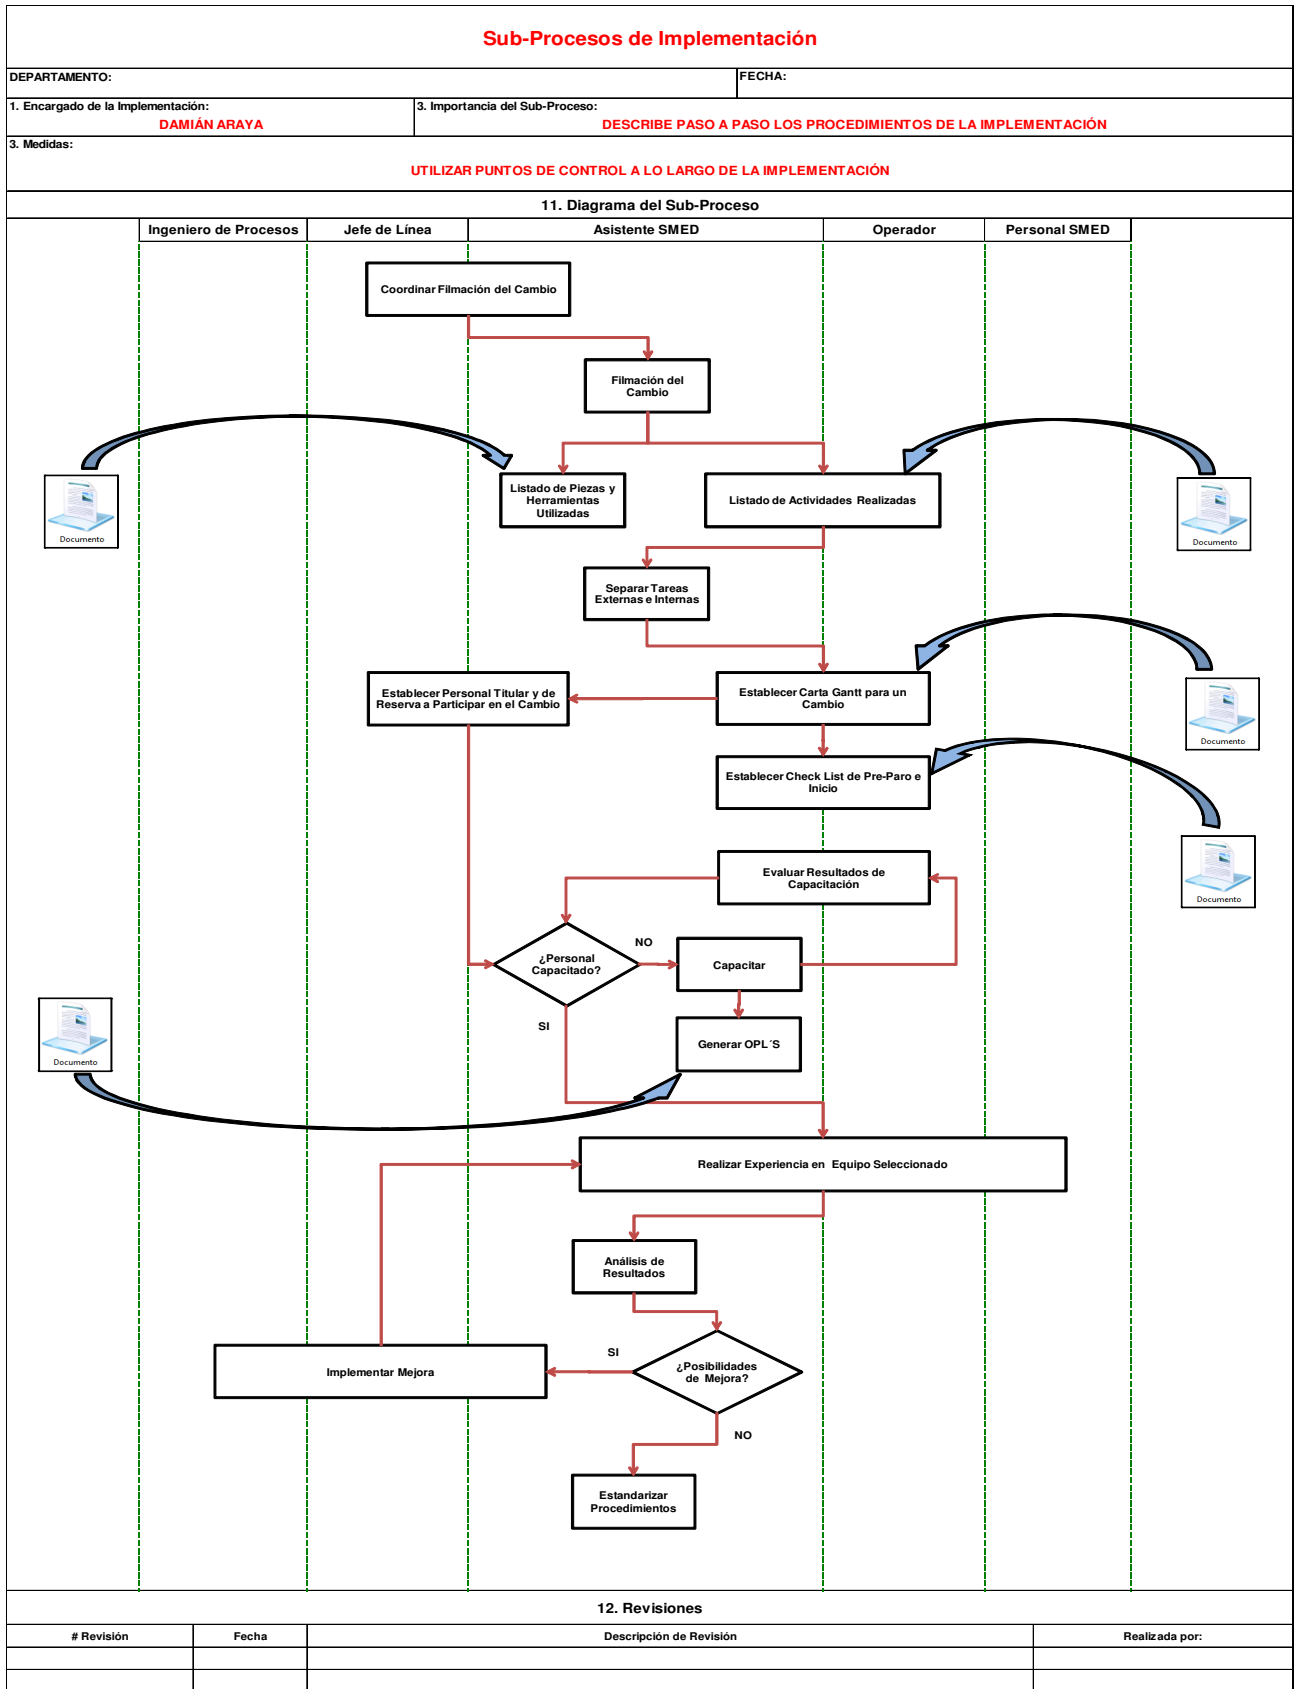 Sub-Procesos de Implementación
DEPARTAMENTO:
FECHA:
1. Encargado de la Implementación:
DAMIÁN ARAYA
3. Importancia del Sub-Proceso:
DESCRIBE PASO A PASO LOS PROCEDIMIENTOS DE LA IMPLEMENTACIÓN
3. Medidas:
UTILIZAR PUNTOS DE CONTROL A LO LARGO DE LA IMPLEMENTACIÓN
11. Diagrama del Sub-Proceso
Ingeniero de Procesos
Jefe de Línea
Asistente SMED
Operador
Personal SMED
Coordinar Filmación del Cambio
Filmación del
Cambio
Listado de Piezas y
Herramientas
Utilizadas
Listado de Actividades Realizadas
Documento
Documento
Separar Tareas
Externas e Internas
Establecer Personal Titular y de
Reserva a Participar en el Cambio
Establecer Carta Gantt para un
Cambio
Documento
Establecer Check List de Pre-Paro e
Inicio
Evaluar Resultados de
Capacitación
Documento
¿Personal
Capacitado?
NO
Capacitar
SI
Generar OPL´S
Documento
Realizar Experiencia en Equipo Seleccionado
Análisis de
Resultados
Implementar Mejora
SI
¿Posibilidades
de Mejora?
NO
Estandarizar
Procedimientos
12. Revisiones
# Revisión
Fecha
Descripción de Revisión
Realizada por: